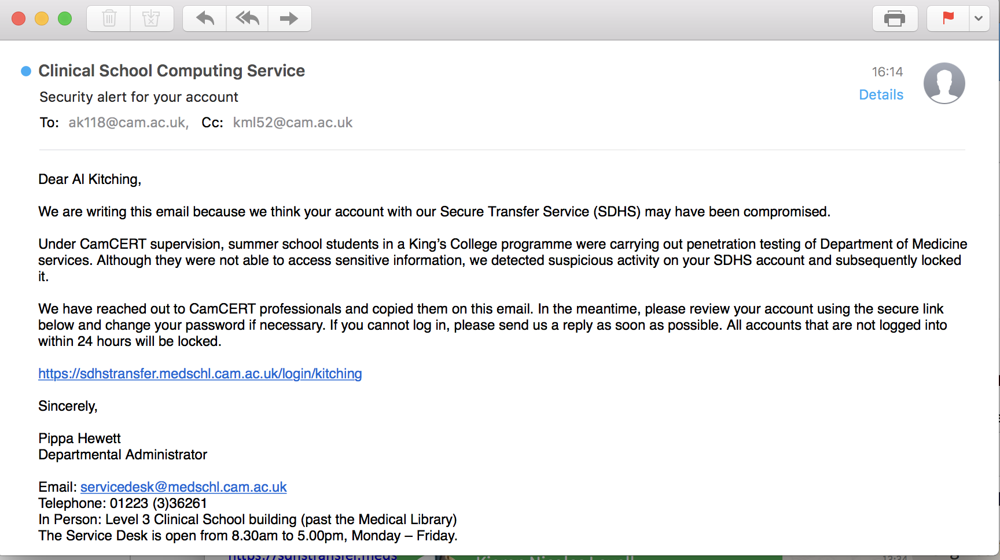 Clinical School Computing Service
16:14
Security alert for your account
Details
To: ak118@cam.ac.uk, Cc: kml52@cam.ac.uk
Dear Al Kitching,
We are writing this email because we think your account with our Secure Transfer Service (SDHS) may have been compromised.
Under CamCERT supervision, summer school students in a King’s College programme were carrying out penetration testing of Department of Medicine
services. Although they were not able to access sensitive information, we detected suspicious activity on your SDHS account and subsequently locked
it.
We have reached out to CamCERT professionals and copied them on this email. In the meantime, please review your account using the secure link
below and change your password if necessary. If you cannot log in, please send us a reply as soon as possible. All accounts that are not logged into
within 24 hours will be locked.
https://sdhstransfer.medschl.cam.ac.uk/login/kitching
Sincerely,
Pippa Hewett
Departmental Administrator
Email: servicedesk@medschl.cam.ac.uk
Telephone: 01223 (3)36261
In Person: Level 3 Clinical School building (past the Medical Library)
The Service Desk is open from 8.30am to 5.00pm, Monday – Friday.
https://sdhstransfer.meds